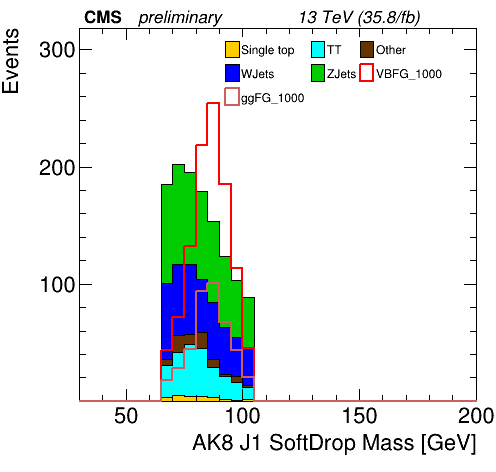 CMS preliminary 13 TeV (35.8/fb)
Events
300
200
100
Single top TT Other
WJets ZJets VBFG_1000
ggFG_1000
50 100 150 200
AK8 J1 SoftDrop Mass [GeV]